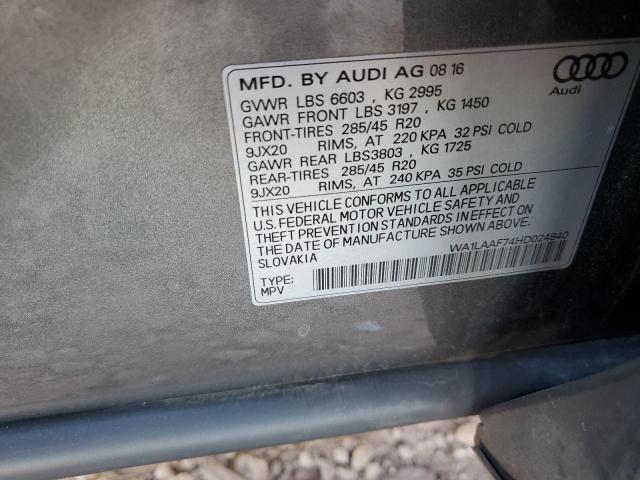 MFD. BY AUDI AG 08 16
Audi
GVWR LBS 6603 , KG 2995
GAWR FRONT LBS 3197 , KG 1450
FRONT-TIRES 285/45 R20
9JX20 RIMS, AT 220 KPA 32 PSI COLD
GAWR REAR LBS3803 , KG 1725
REAR-TIRES 285/45 R20
9JX20 RIMS, AT 240 KPA 35 PSI COLD
THIS VEHICLE CONFORMS TO ALL APPLICABLE
U.S. FEDERAL MOTOR VEHICLE SAFETY AND
THEFT PREVENTION STANDARDS IN EFFECT ON
THE DATE OF MANUFACTURE SHOWN ABOVE.
SLOVAKIA
WA1LAAF74HD024840
TYPE:
MPV